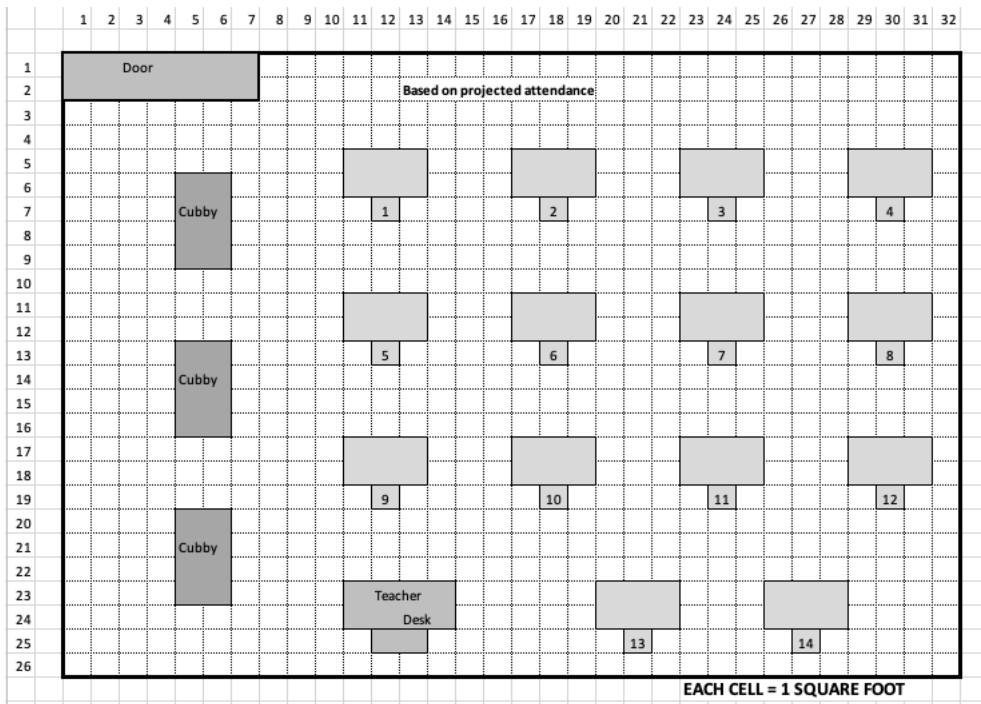 1 2 3 4 5 6 7 8 9 10 11 12 13 14 15 16 17 18 19 20 21 22 23 24 25 26 27 28 29 30 31 32
1 Door
2 Based on projected attendance
3
4
5
6
7 Cubby 1 2 3 4
8
9
10
11
12
13 5 6 7 8
14 Cubby
15
16
17
18
19 9 10 11 12
20
21 Cubby
22
23 Teacher
24 Desk
25 13 14
26
EACH CELL = 1 SQUARE FOOT